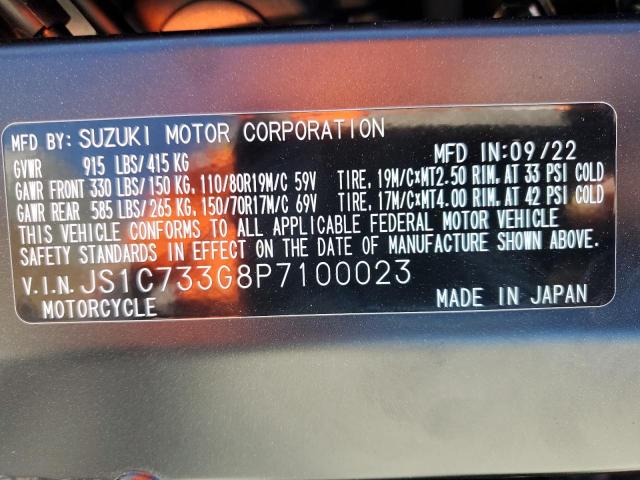 MFD BY: SUZUKI MOTOR CORPORATION
GVWR 915 LBS/415 KG MFD IN: 09/22
GAWR FRONT 330 LBS/150 KG, 110/80R19M/C 59V TIRE, 19M/C×MT2.50 RIM. AT 33 PSI COLD
GAWR REAR 585 LBS/265 KG, 150/70R17M/C 69V TIRE, 17M/C×MT4.00 RIM. AT 42 PSI COLD
THIS VEHICLE CONFORMS TO ALL APPLICABLE FEDERAL MOTOR VEHICLE
SAFETY STANDARDS IN EFFECT ON THE DATE OF MANUFACTURE SHOWN ABOVE.
V.I.N. JS1C733G8P7100023
MOTORCYCLE MADE IN JAPAN